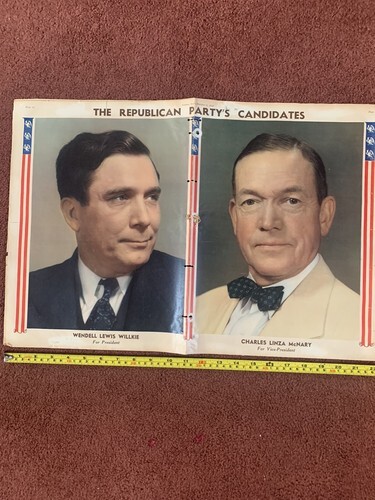 THE REPUBLICAN PARTY'S CANDIDATES
WENDELL LEWIS WILLKIE
For President
CHARLES LINZA McNARY
For Vice-President